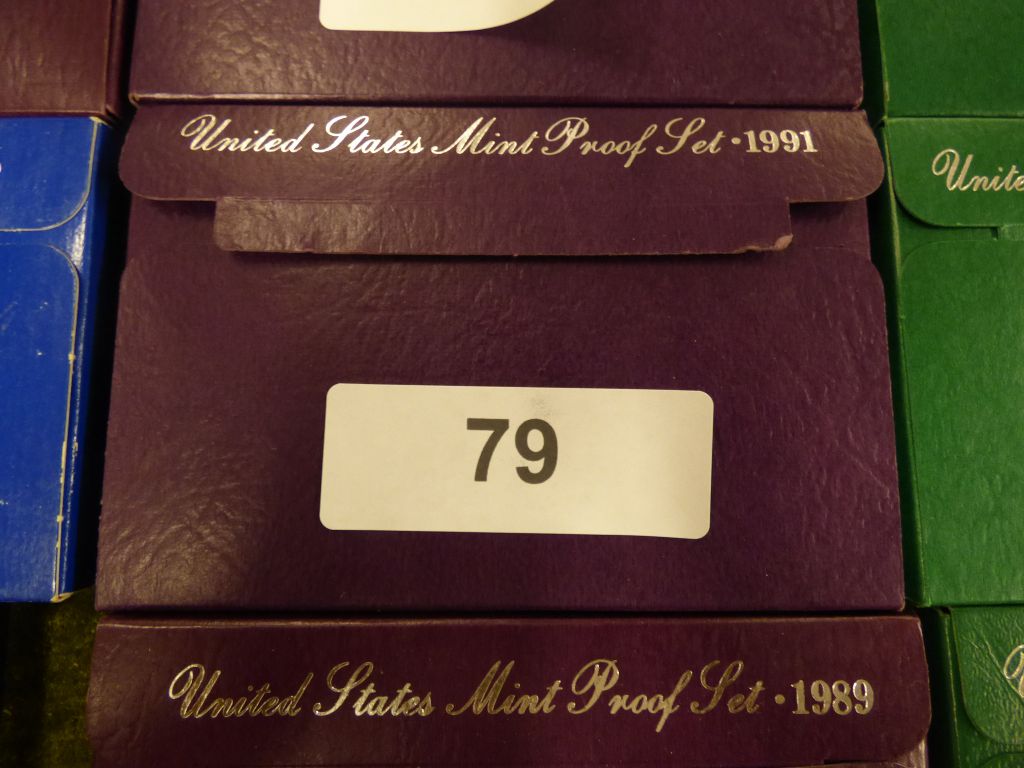 United States Mint Proof Set · 1991
79
United States Mint Proof Set · 1989